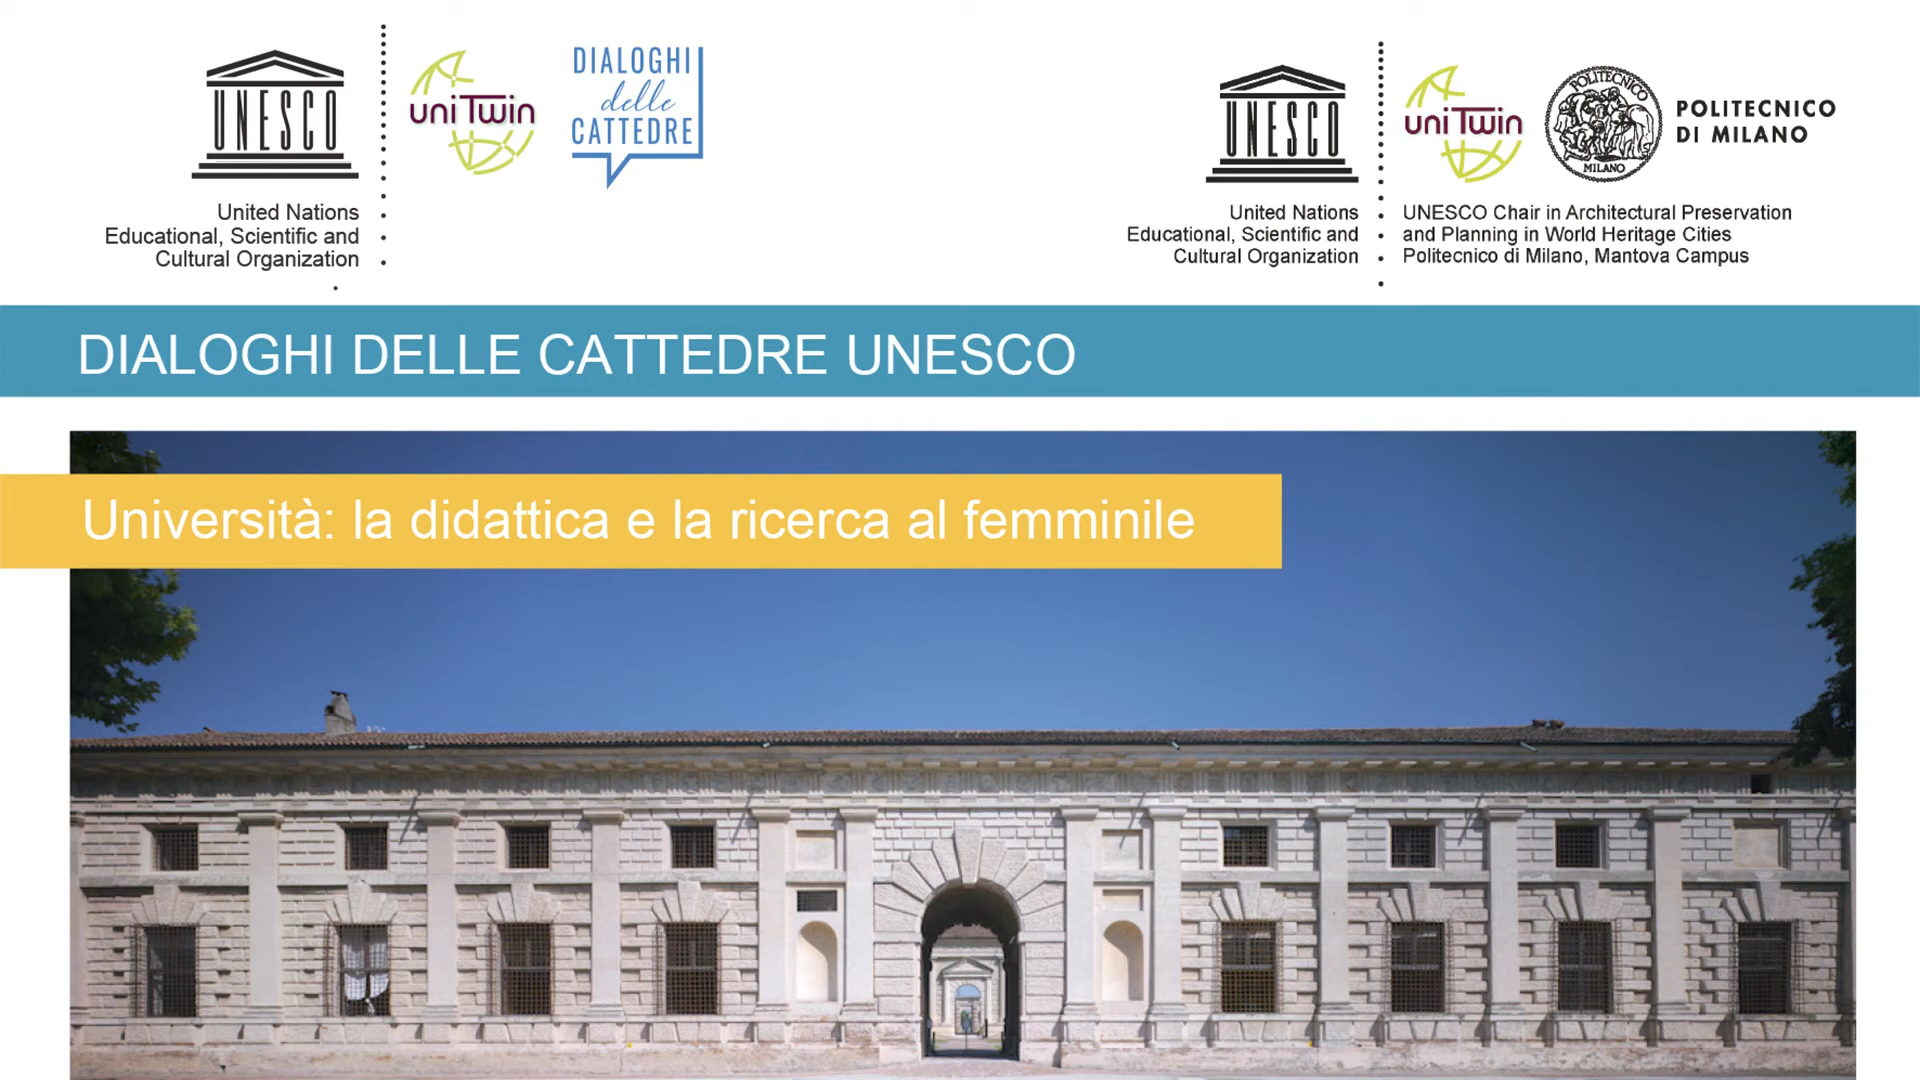 UNESCO
United Nations
Educational, Scientific and
Cultural Organization
uniTwin
DIALOGHI
delle
CATTEDRE
UNESCO
United Nations
Educational, Scientific and
Cultural Organization
uniTwin
POLITECNICO
MILANO
POLITECNICO
DI MILANO
UNESCO Chair in Architectural Preservation
and Planning in World Heritage Cities
Politecnico di Milano, Mantova Campus
DIALOGHI DELLE CATTEDRE UNESCO
Università: la didattica e la ricerca al femminile